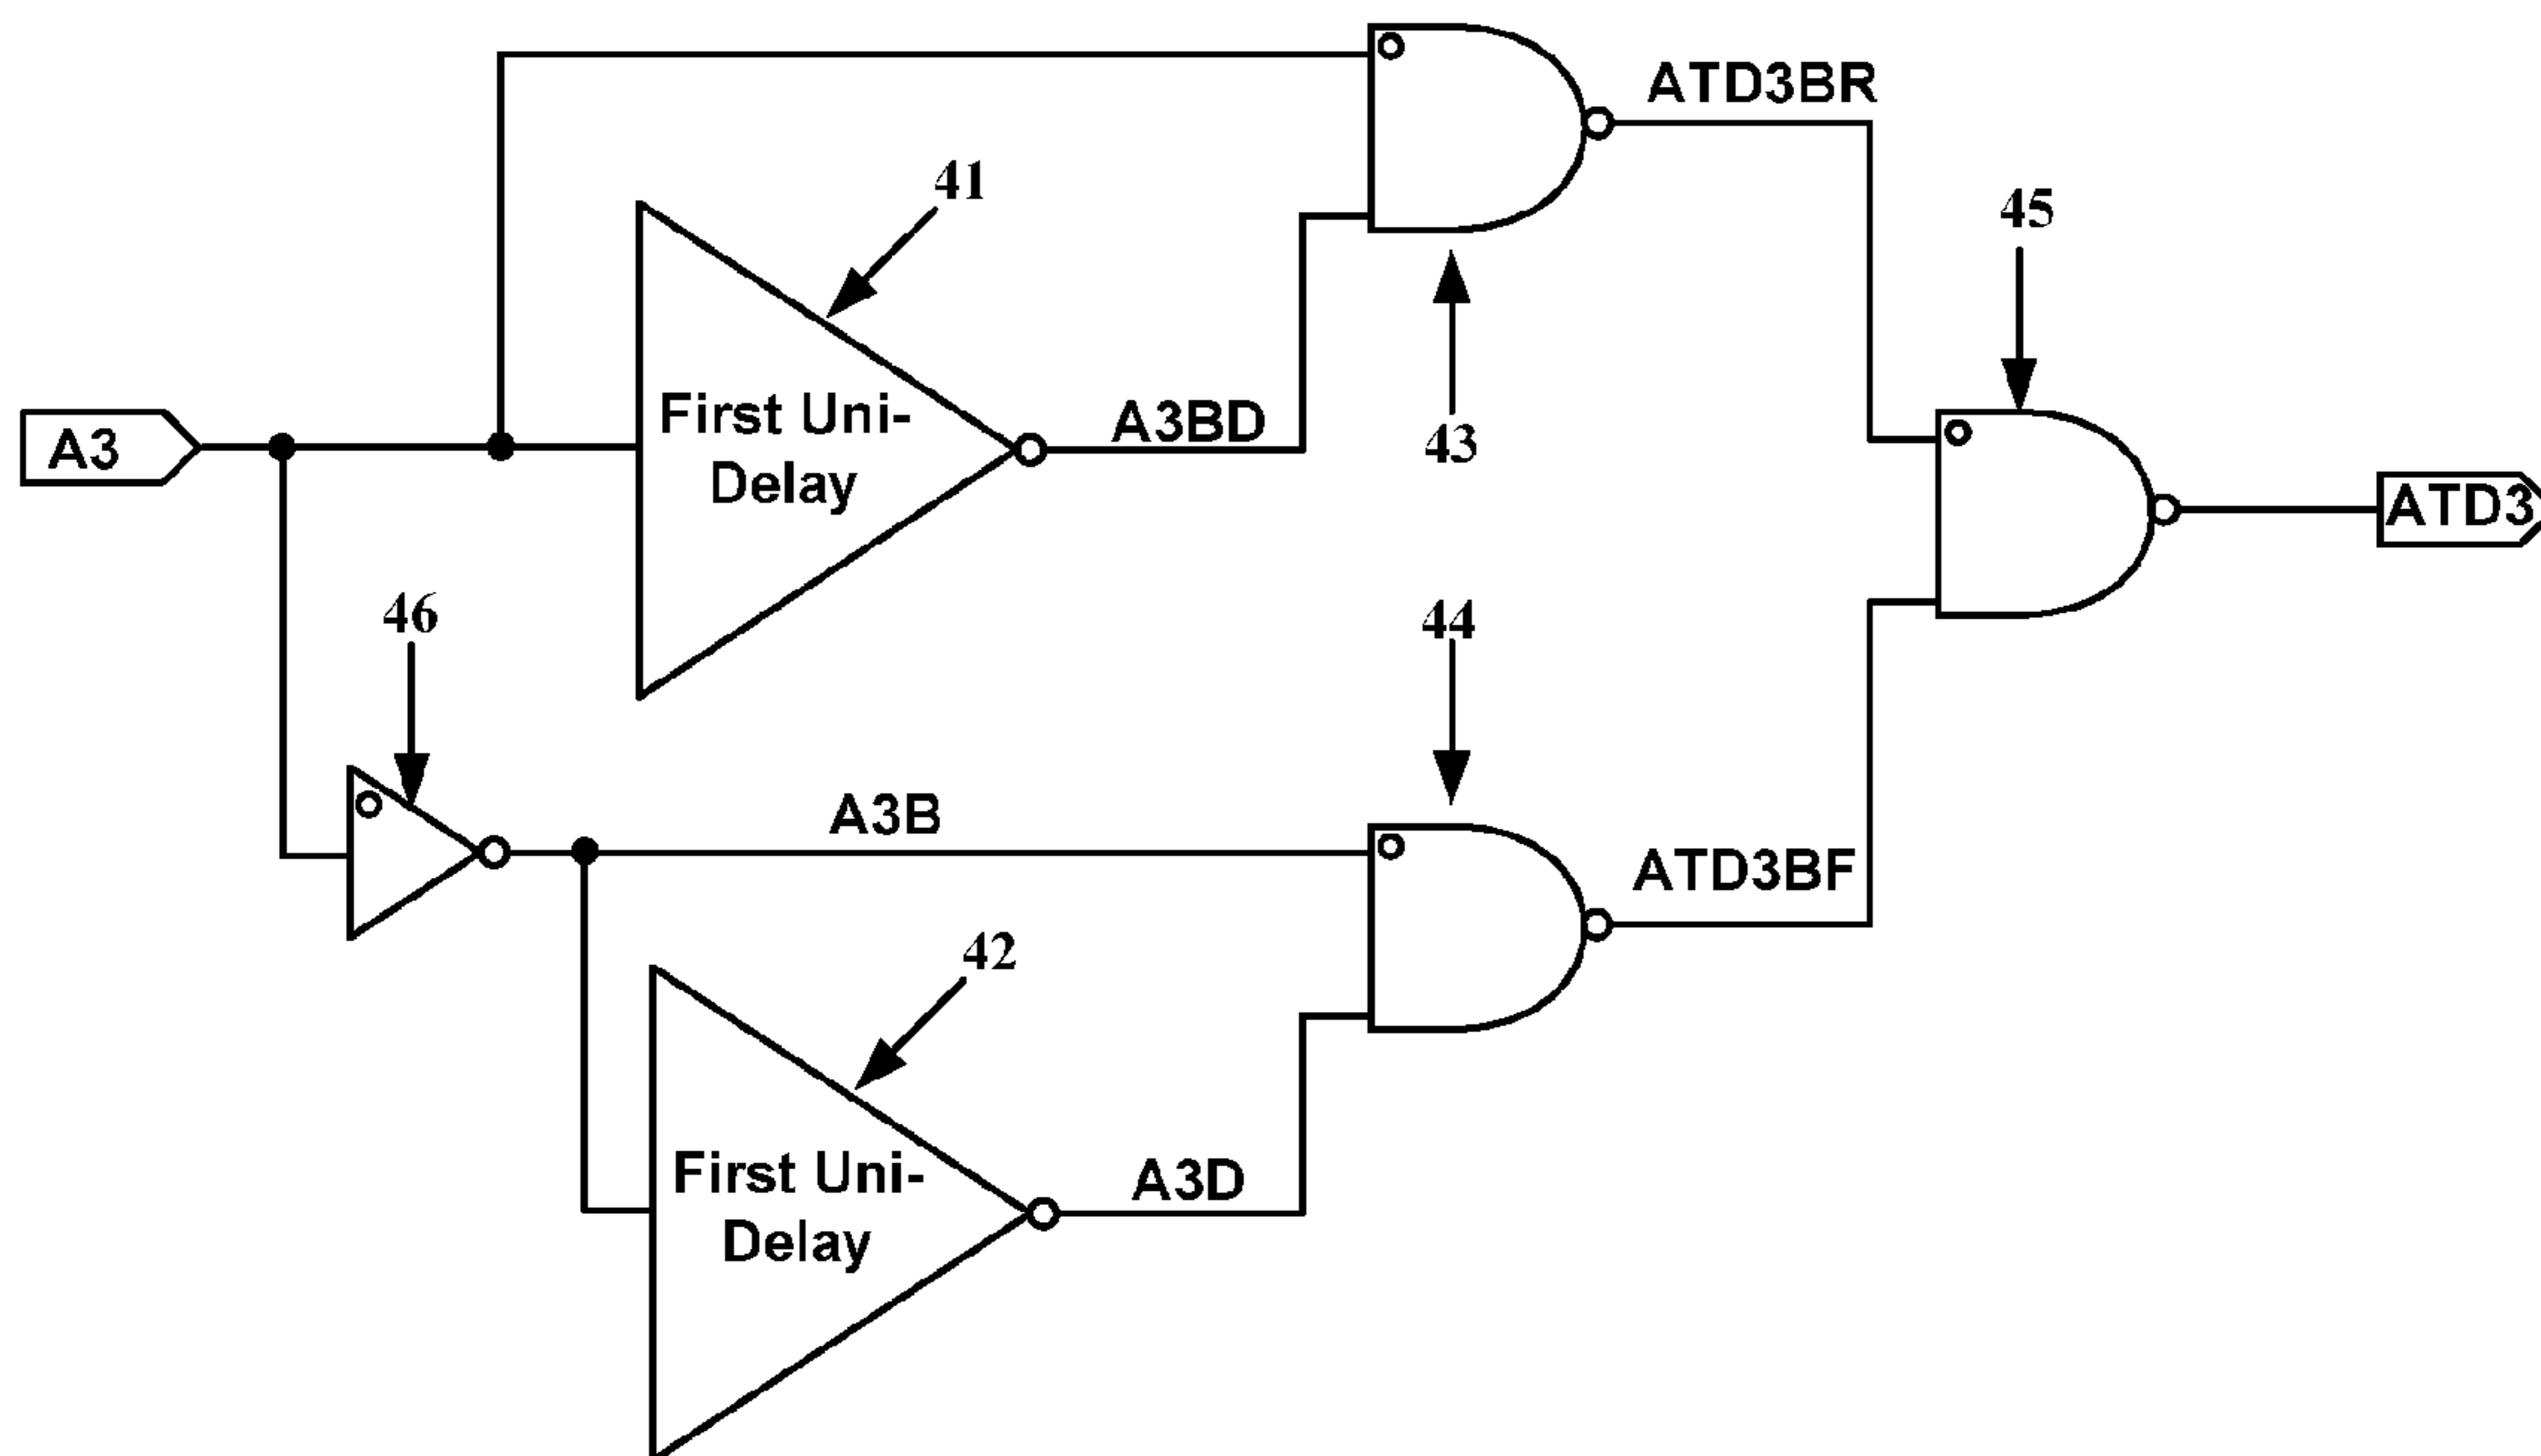 ATD3BR
41
45
First Uni-
Delay
A3BD
43
A3
ATD3
46
44
A3B
ATD3BF
42
First Uni-
Delay
A3D